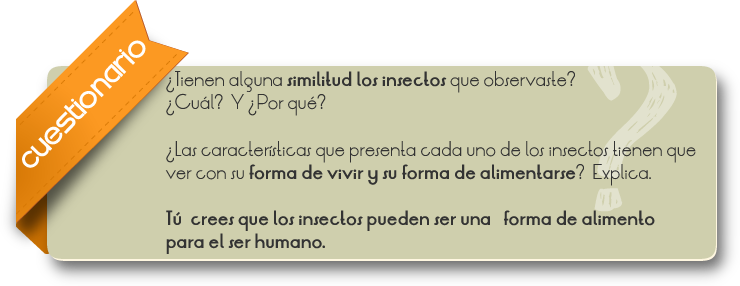 cuestionario
¿Tienen alguna similitud los insectos que observaste?
¿Cuál? Y ¿Por qué?
¿Las características que presenta cada uno de los insectos tienen que
ver con su forma de vivir y su forma de alimentarse? Explica.
Tú crees que los insectos pueden ser una forma de alimento
para el ser humano.
?